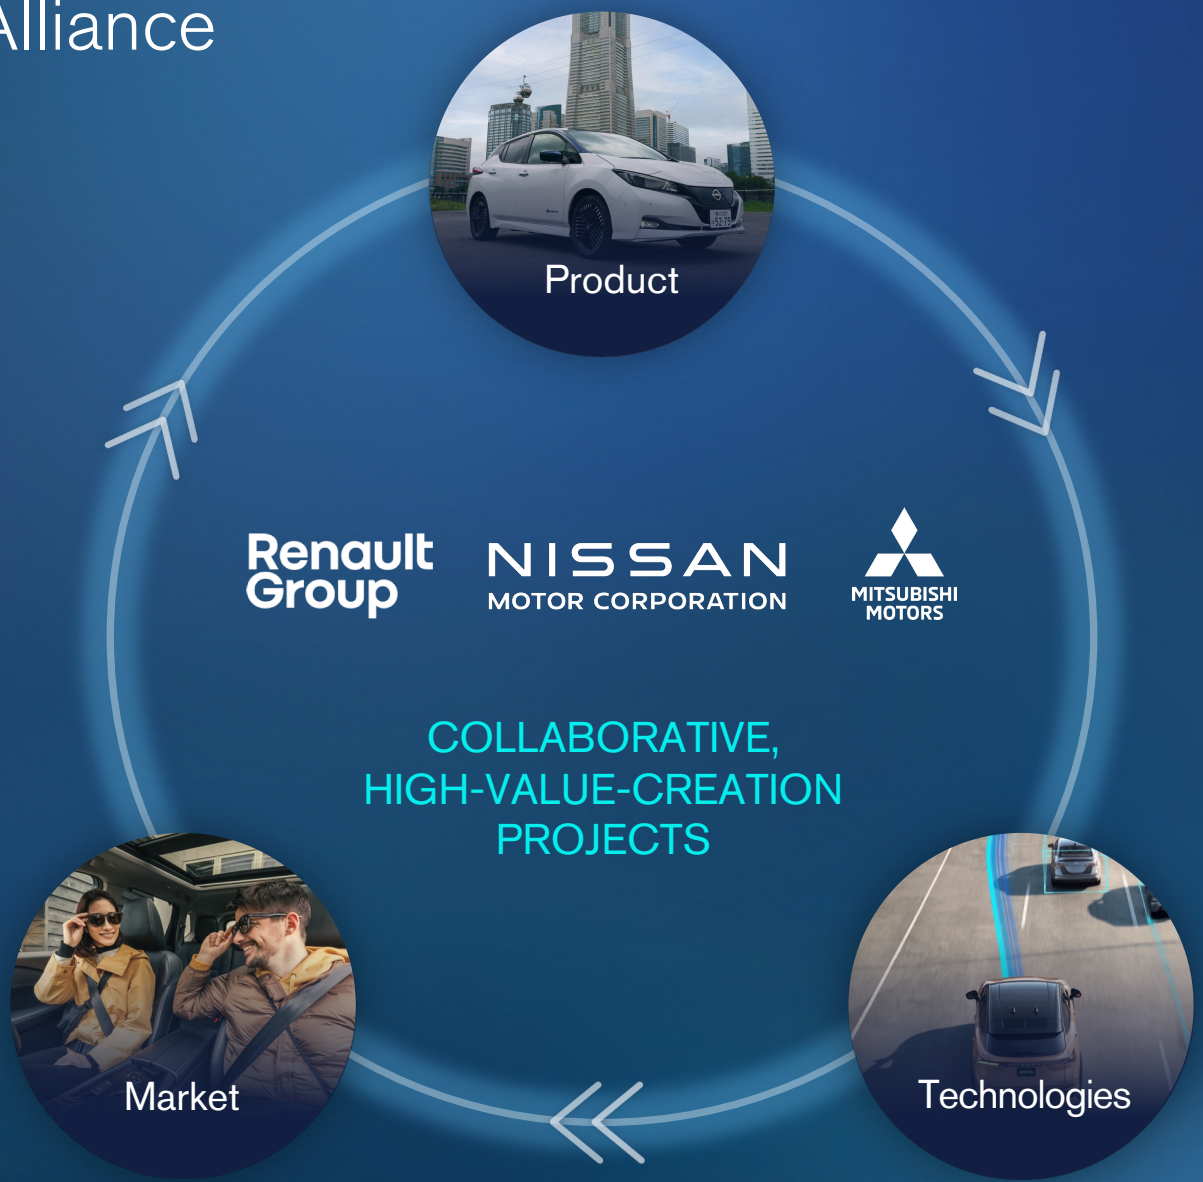 Alliance
Product
Renault
Group
NISSAN
MOTOR CORPORATION
MITSUBISHI
MOTORS
COLLABORATIVE,
HIGH-VALUE-CREATION
PROJECTS
Market
Technologies